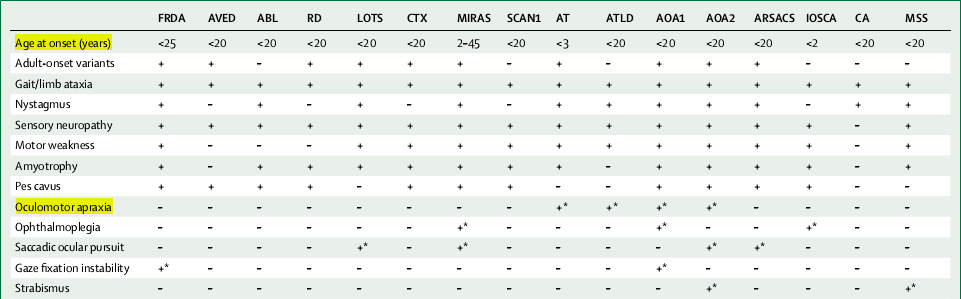 FRDA AVED ABL RD LOTS CTX MIRAS SCAN1 AT ATLD AOA1 AOA2 ARSACS IOSCA CA MSS
Age at onset (years) <25 <20 <20 <20 <20 <20 2–45 <20 <3 <20 <20 <20 <20 <2 <20 <20
Adult-onset variants + + – + + + + – + – + + + – – –
Gait/limb ataxia + + + + + + + + + + + + + + + +
Nystagmus + – + – + – + – + + + + + – + +
Sensory neuropathy + + + + + + + + + + + + + + – +
Motor weakness + – – – + + + + + + + + + + – +
Amyotrophy + – + + + + + + + – + + + + – +
Pes cavus + + + + – + + + – – + + + + – –
Oculomotor apraxia – – – – – – – – +* +* +* +* – – – –
Ophthalmoplegia – – – – – – +* – – – +* – – +* – –
Saccadic ocular pursuit – – – – +* – +* – – – – +* +* – – –
Gaze fixation instability +* – – – – – – – – – +* – – – – –
Strabismus – – – – – – – – – – – +* – – – +*